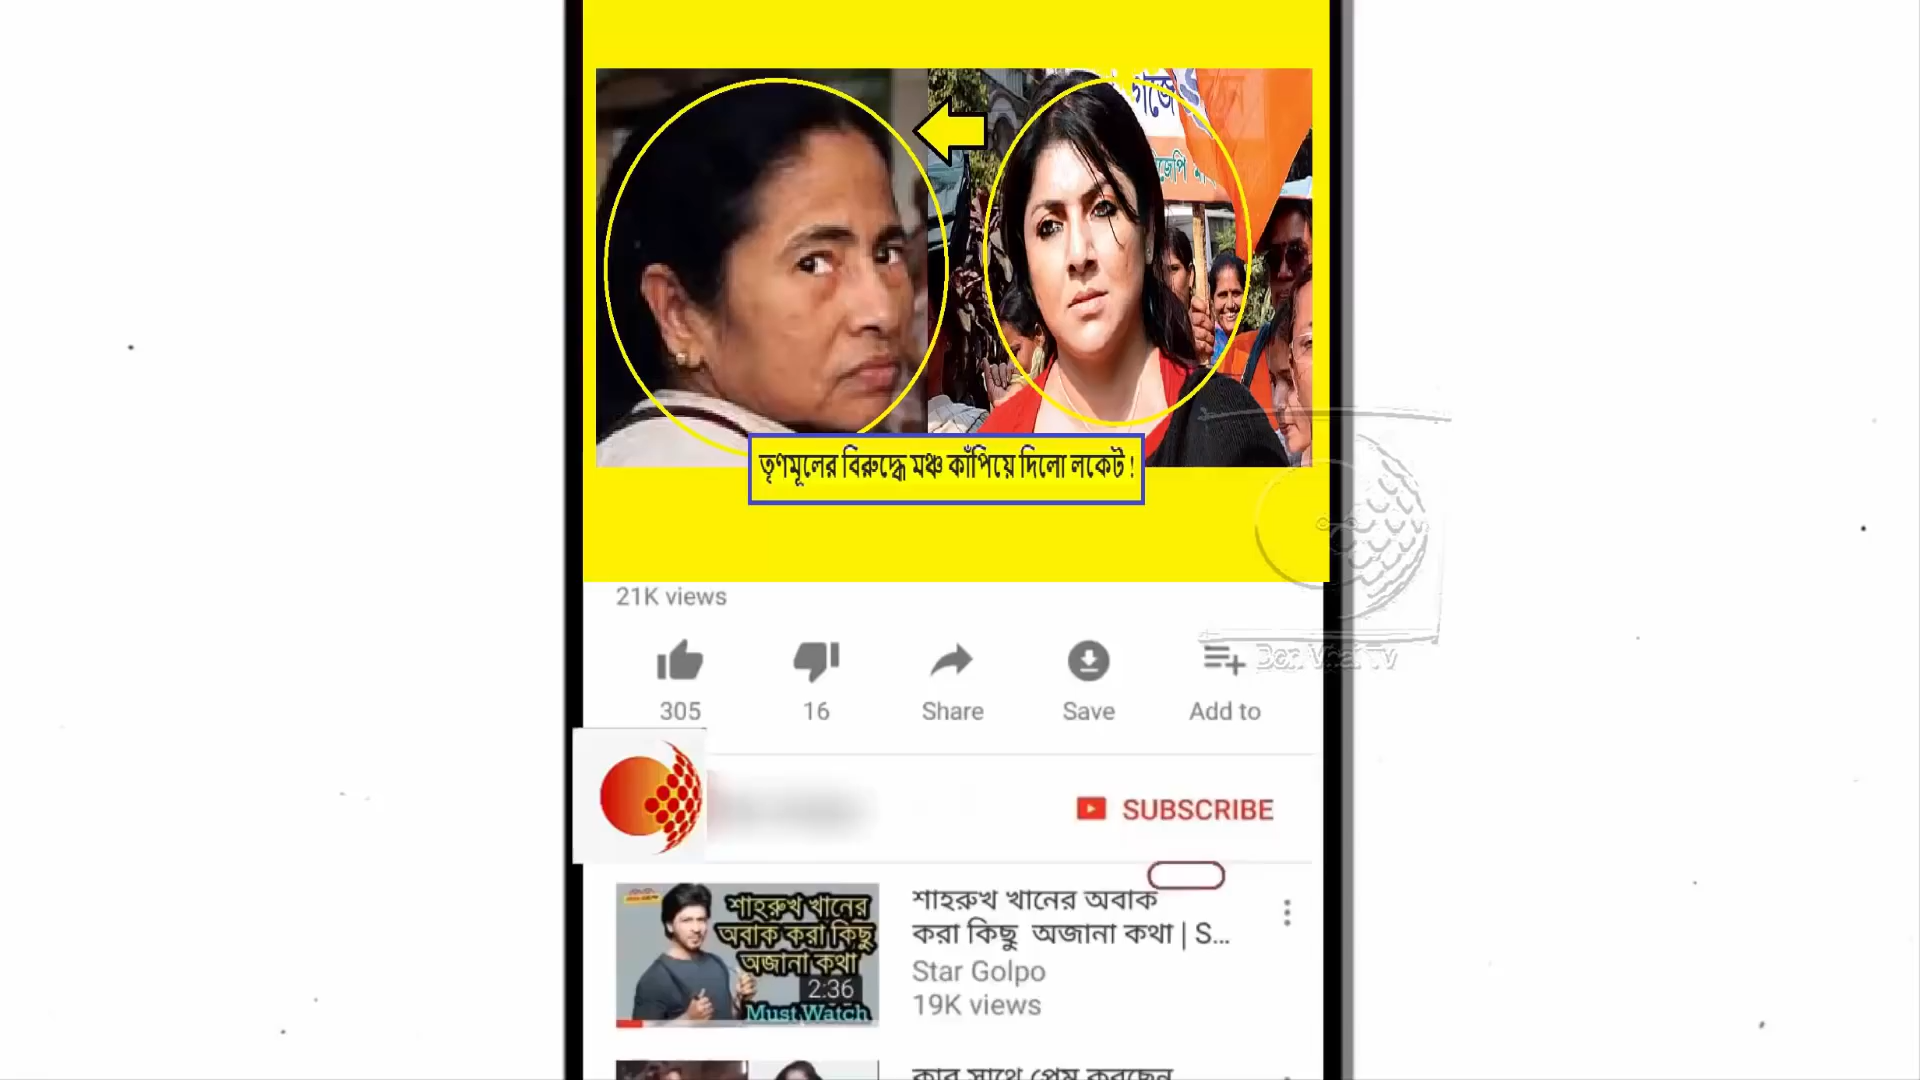 তৃণমূলের বিরুদ্ধে মঞ্চ কাঁপিয়ে দিলো লকেট !
21K views
305
16
Share
Save
Add to
SUBSCRIBE
শাহরুখ খানের
অবাক করা কিছু
অজানা কথা
2:36
Must Watch
শাহরুখ খানের অবাক
করা কিছু অজানা কথা | S...
Star Golpo
19K views
কার সাথে প্রেম করছেন